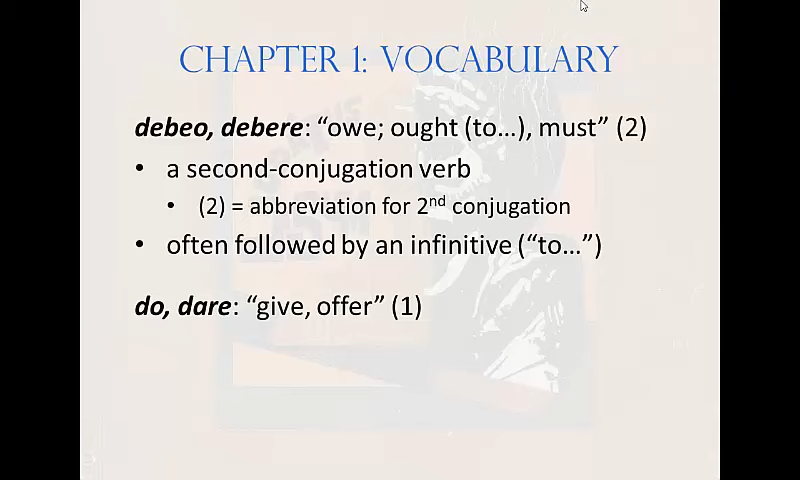 CHAPTER 1: VOCABULARY
debeo, debere: “owe; ought (to…), must” (2)
• a second-conjugation verb
• (2) = abbreviation for 2nd conjugation
• often followed by an infinitive (“to…”)
do, dare: “give, offer” (1)